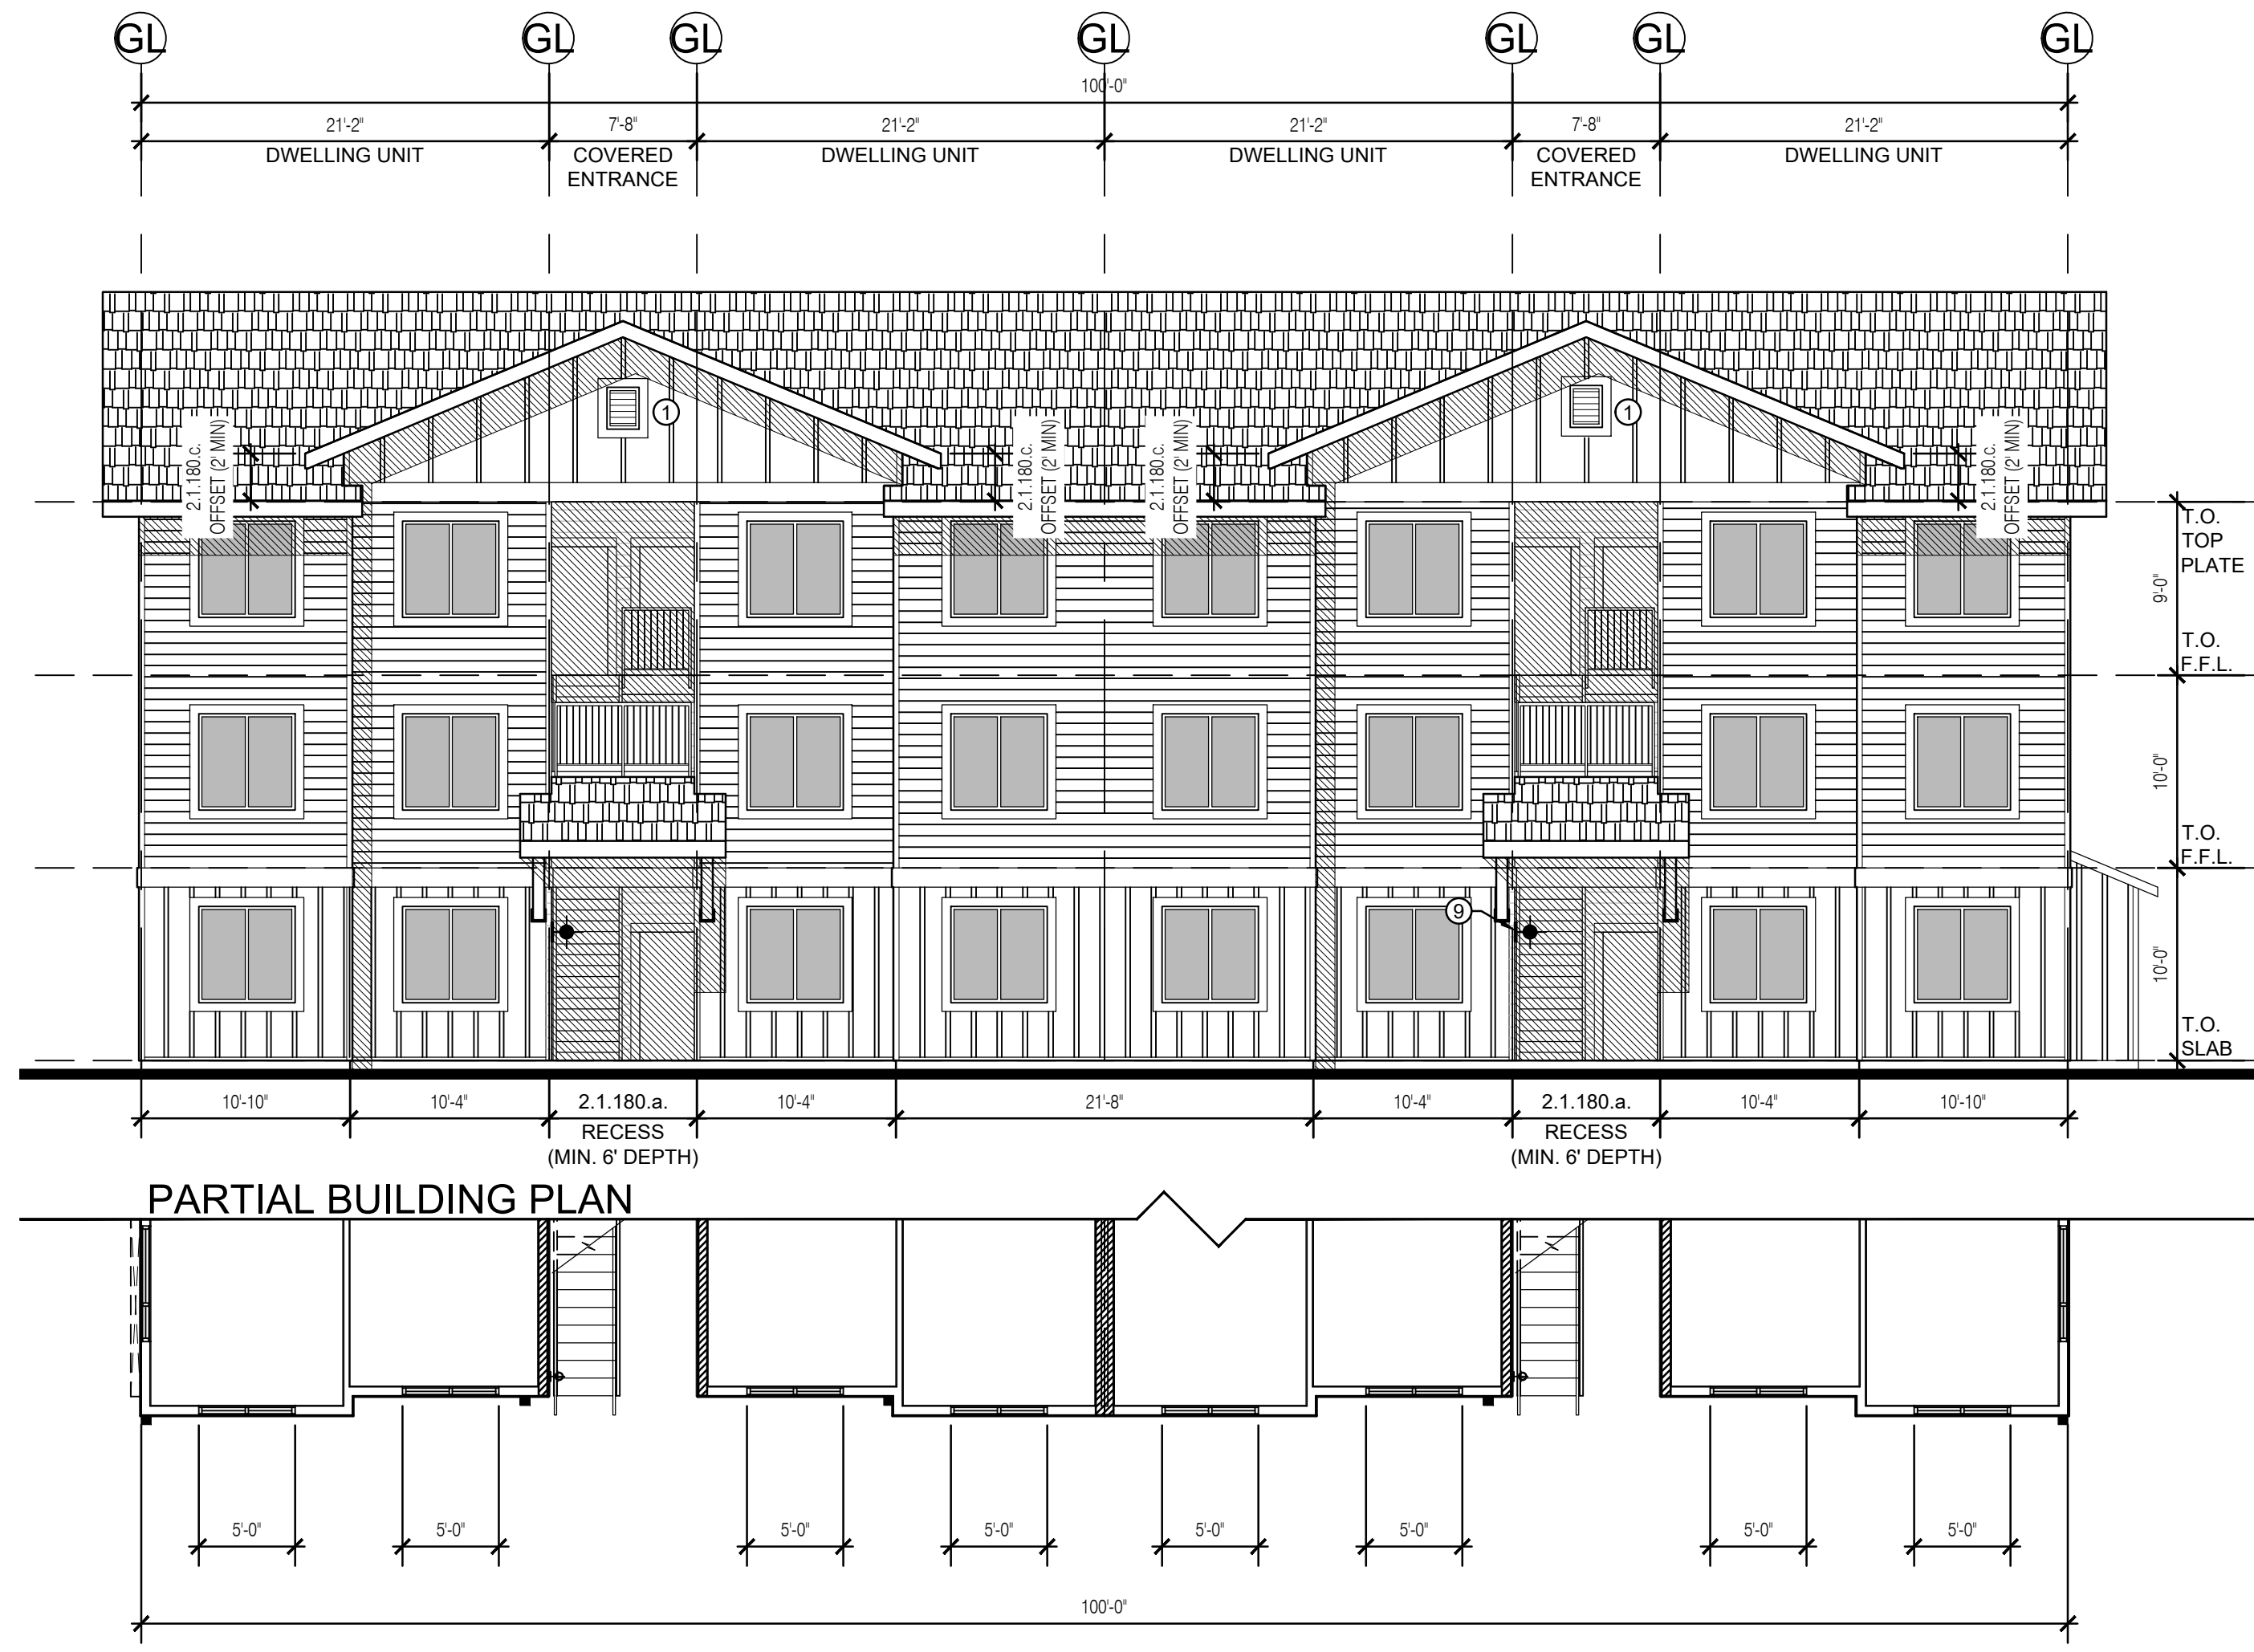 GL GL GL GL GL GL GL
100'-0"
21'-2" 7'-8" 21'-2" 21'-2" 7'-8" 21'-2"
DWELLING UNIT COVERED DWELLING UNIT DWELLING UNIT COVERED DWELLING UNIT
ENTRANCE ENTRANCE
1 1
2.1.180.c.
OFFSET (2' MIN)
2.1.180.c.
OFFSET (2' MIN)
2.1.180.c.
OFFSET (2' MIN)
2.1.180.c.
OFFSET (2' MIN)
T.O.
TOP
PLATE
9'-0"
T.O.
F.F.L.
10'-0"
T.O.
F.F.L.
9
10'-0"
T.O.
SLAB
10'-10" 10'-4" 2.1.180.a. 10'-4" 21'-8" 10'-4" 2.1.180.a. 10'-4" 10'-10"
RECESS RECESS
(MIN. 6' DEPTH) (MIN. 6' DEPTH)
PARTIAL BUILDING PLAN
5'-0" 5'-0" 5'-0" 5'-0" 5'-0" 5'-0" 5'-0" 5'-0"
100'-0"